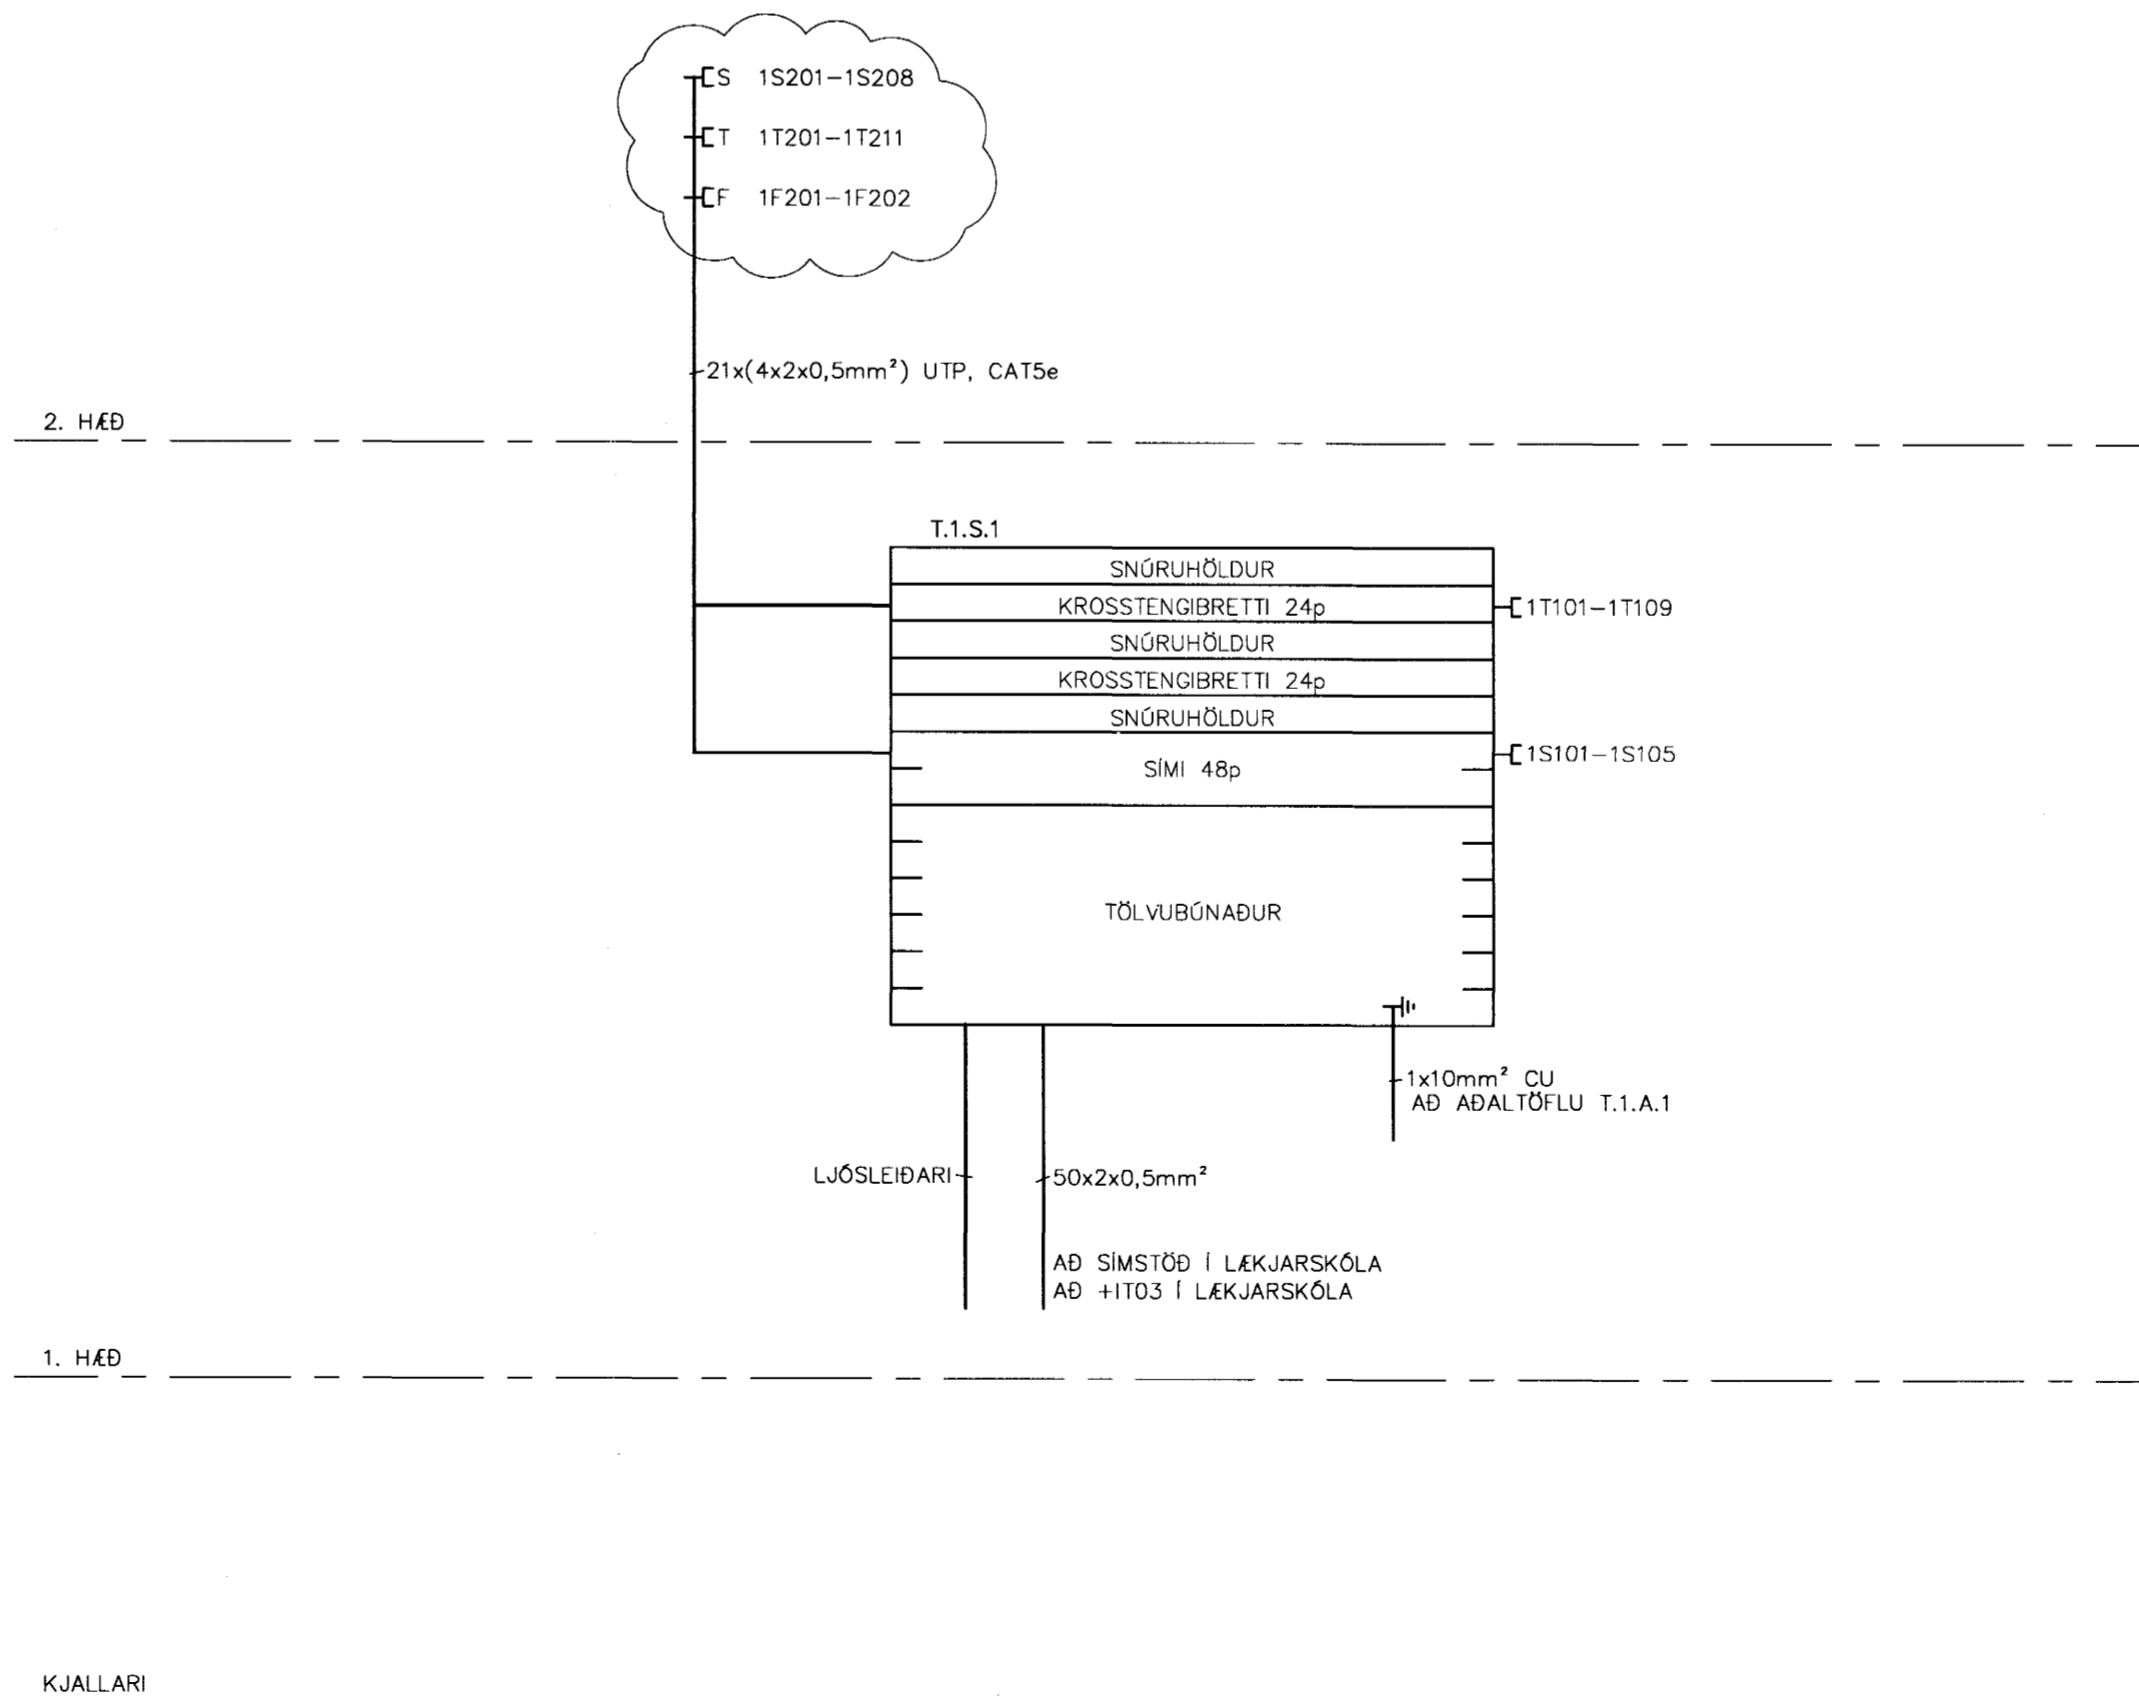 S 1S201-1S208
T 1T201-1T211
F 1F201-1F202
21x(4x2x0,5mm²) UTP, CAT5e
2. HÆÐ
T.1.S.1
SNÚRUHÖLDUR
KROSSTENGIBRETTI 24p
1T101-1T109
SNÚRUHÖLDUR
KROSSTENGIBRETTI 24p
SNÚRUHÖLDUR
1S101-1S105
SÍMI 48p
TÖLVUBÚNAÐUR
1x10mm² CU
AÐ AÐALTÖFLU T.1.A.1
LJÓSLEIÐARI
50x2x0,5mm²
AÐ SÍMSTÖÐ Í LÆKJARSKÓLA
AÐ +IT03 Í LÆKJARSKÓLA
1. HÆÐ
KJALLARI